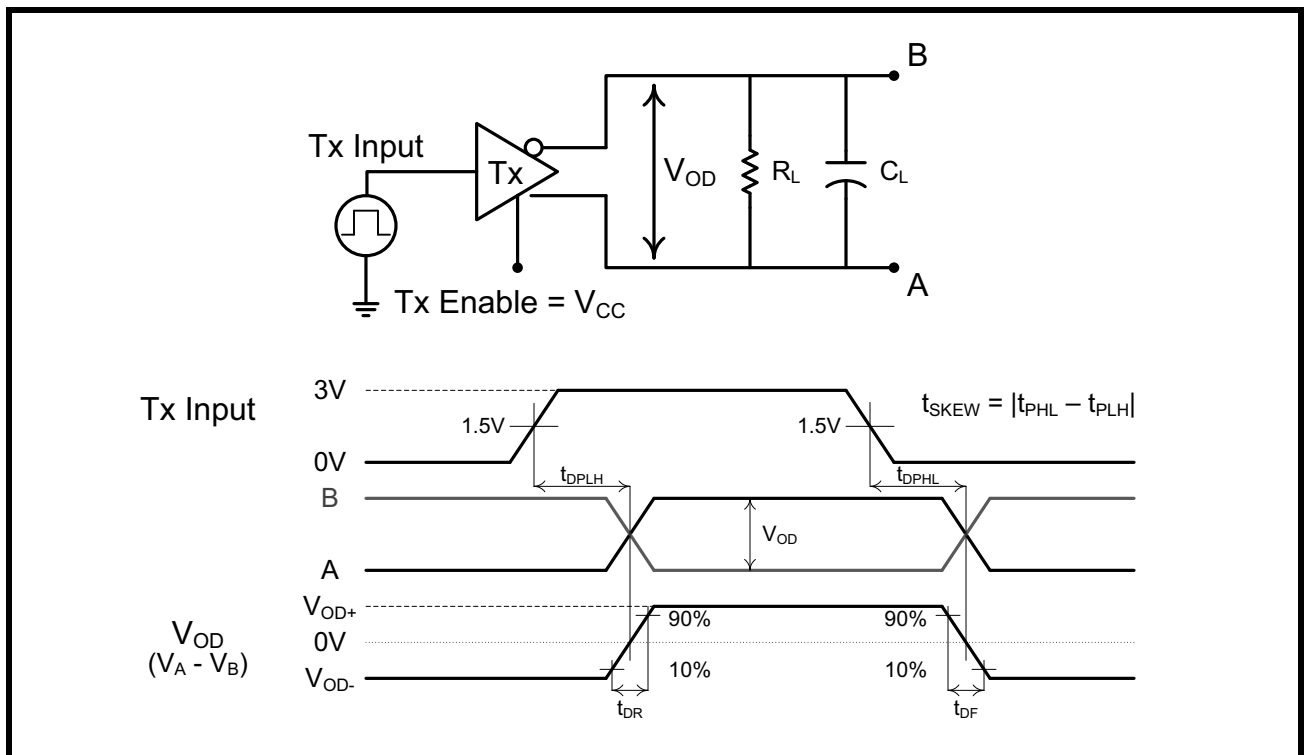 B
Tx Input
Tx
VOD
RL
CL
A
Tx Enable = VCC
Tx Input
3V
1.5V
1.5V
tSKEW = |tPHL – tPLH|
0V
tDPLH
tDPHL
B
VOD
A
VOD+
90%
90%
VOD
(VA - VB)
0V
VOD-
10%
10%
tDR
tDF